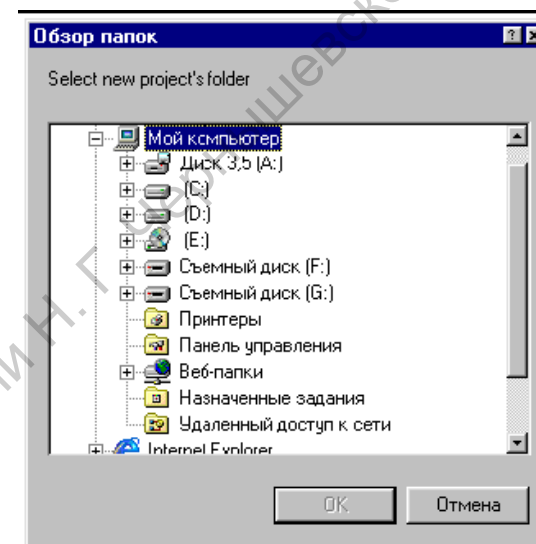 Обзор папок
Select new project's folder
Мой компьютер
Диск 3,5 (A:)
(C:)
(D:)
(E:)
Съемный диск (F:)
Съемный диск (G:)
Принтеры
Панель управления
Веб-папки
Назначенные задания
Удаленный доступ к сети
Internet Explorer
OK
Отмена
и Н. Г. Чернышевско